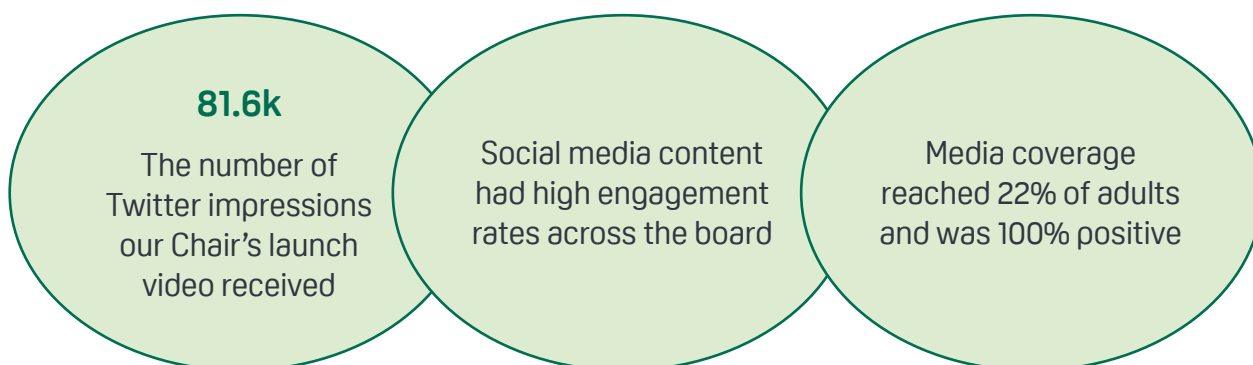 81.6k
The number of
Twitter impressions
our Chair’s launch
video received
Social media content
had high engagement
rates across the board
Media coverage
reached 22% of adults
and was 100% positive